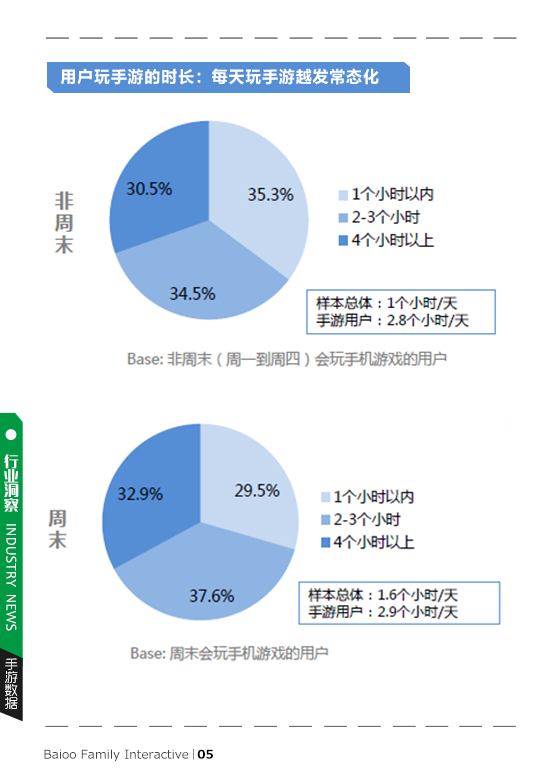 用户玩手游的时长：每天玩手游越发常态化
非周末
30.5%
35.3%
34.5%
1个小时以内
2-3个小时
4个小时以上
样本总体：1个小时/天
手游用户：2.8个小时/天
Base: 非周末（周一到周四）会玩手机游戏的用户
周末
32.9%
29.5%
37.6%
1个小时以内
2-3个小时
4个小时以上
样本总体：1.6个小时/天
手游用户：2.9个小时/天
Base: 周末会玩手机游戏的用户
行业洞察 INDUSTRY NEWS
手游数据
Baioo Family Interactive | 05